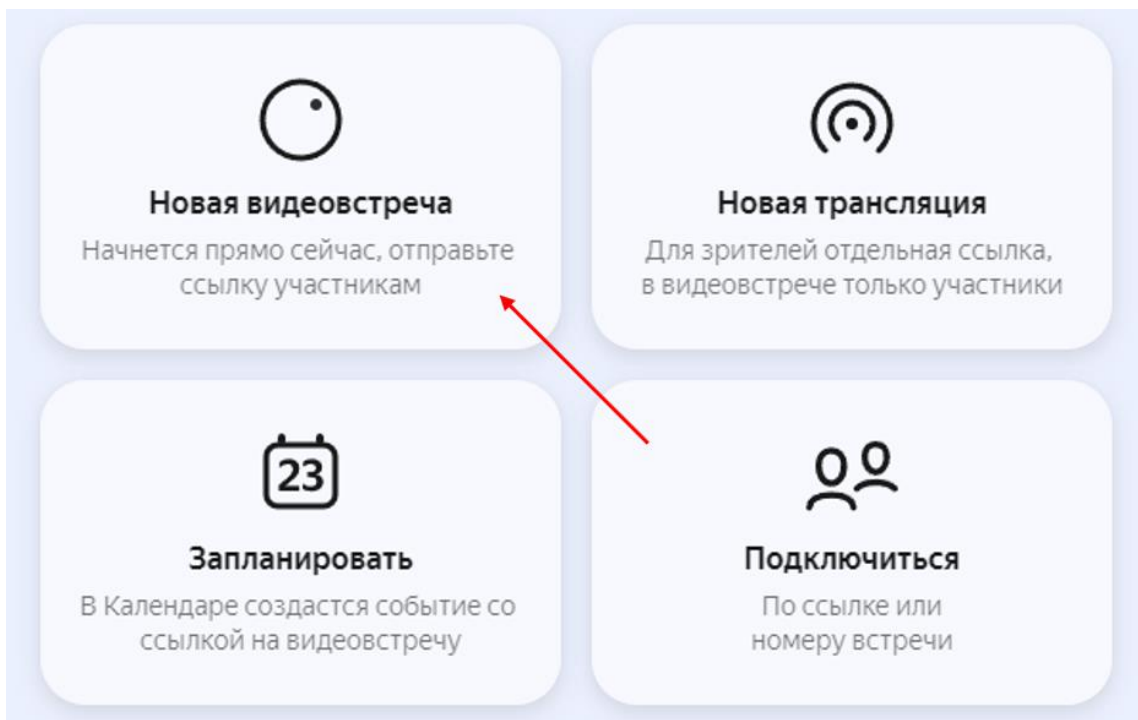 Новая видеовстреча
Начнется прямо сейчас, отправьте
ссылку участникам
Новая трансляция
Для зрителей отдельная ссылка,
в видеовстрече только участники
23
Запланировать
В Календаре создастся событие со
ссылкой на видеовстречу
Подключиться
По ссылке или
номеру встречи